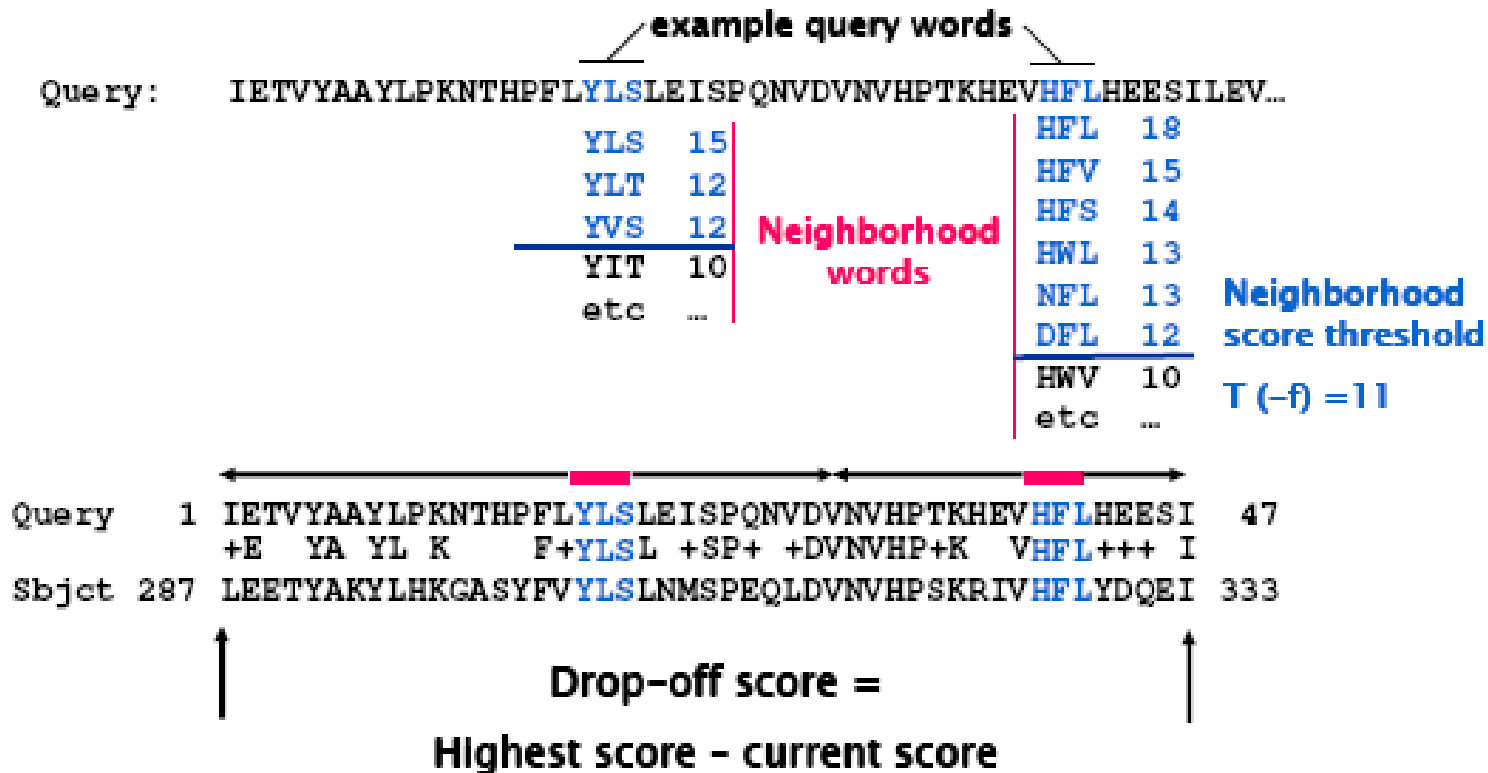 example query words
Query: IETVYAAYLPKNTHPFLYLSLEISPQNVDVNVHPTKHEVHFLHEESILEV…
YLS 15
YLT 12
YVS 12
YIT 10
etc …
Neighborhood
words
HFL 18
HFV 15
HFS 14
HWL 13
NFL 13
DFL 12
HWV 10
etc …
Neighborhood
score threshold
T (-f) =11
Query 1 IETVYAAYLPKNTHPFLYLSLEISPQNVDVNVHPTKHEVHFLHEESI 47
+E YA YL K F+YLSL +SP+ +DVNVHP+K VHFL+++ I
Sbjct 287 LEETYAKYLHKGASYFVYLSLNMSPEQLDVNVHPSKRIVHFLYDQEI 333
Drop-off score =
Highest score - current score